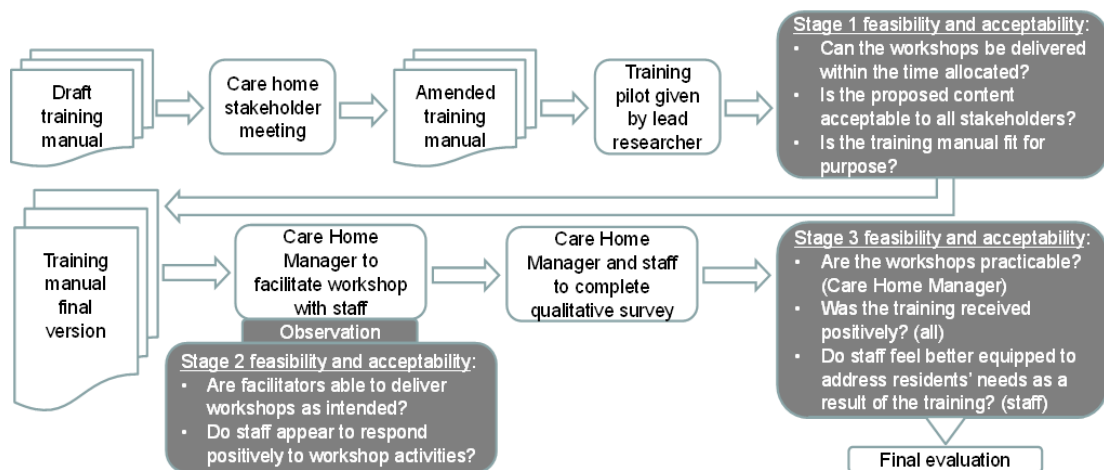 Draft
training
manual
Care home
stakeholder
meeting
Amended
training
manual
Training
pilot given
by lead
researcher
Stage 1 feasibility and acceptability:
• Can the workshops be delivered
within the time allocated?
• Is the proposed content
acceptable to all stakeholders?
• Is the training manual fit for
purpose?
Training
manual
final
version
Care Home
Manager to
facilitate workshop
with staff
Observation
Stage 2 feasibility and acceptability:
• Are facilitators able to deliver
workshops as intended?
• Do staff appear to respond
positively to workshop activities?
Care Home
Manager and staff
to complete
qualitative survey
Stage 3 feasibility and acceptability:
• Are the workshops practicable?
(Care Home Manager)
• Was the training received
positively? (all)
• Do staff feel better equipped to
address residents' needs as a
result of the training? (staff)
Final evaluation